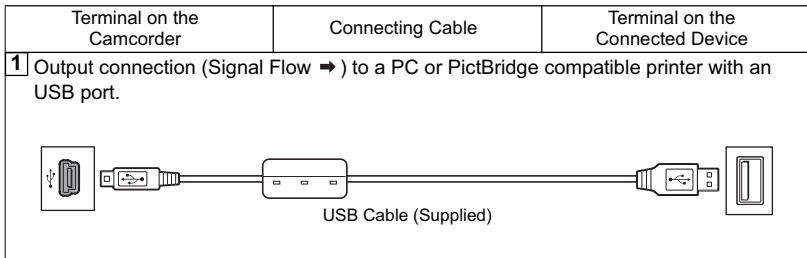 Terminal on the
Camcorder
Connecting Cable
Terminal on the
Connected Device
1 Output connection (Signal Flow ➡) to a PC or PictBridge compatible printer with an
USB port.
USB Cable (Supplied)